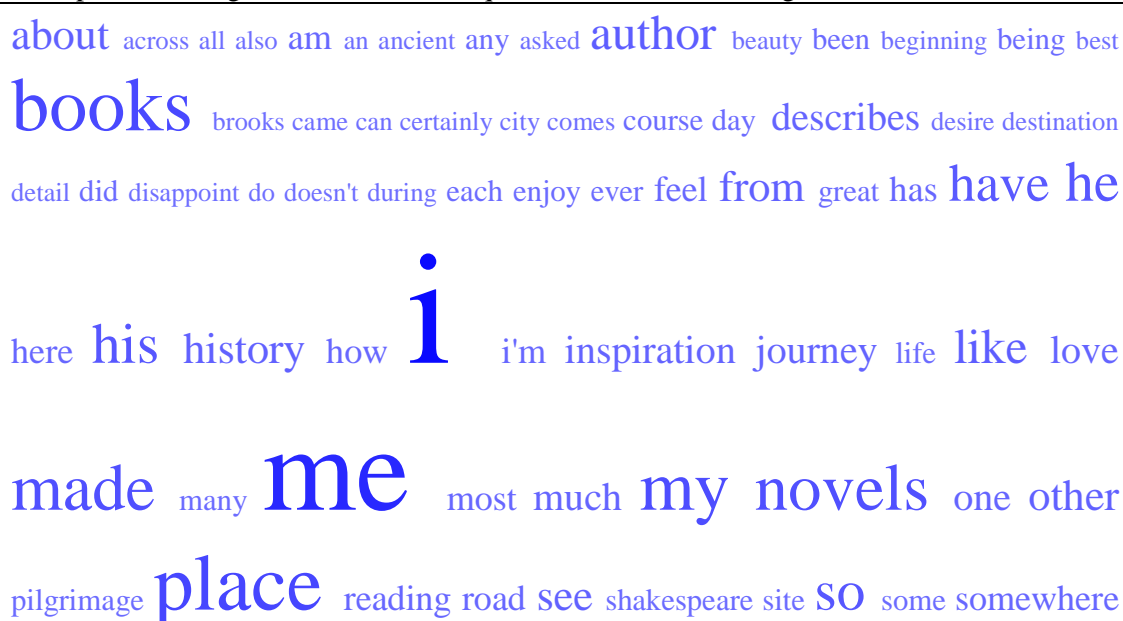 about across all also am an ancient any asked author beauty been beginning being best
books brooks came can certainly city comes course day describes desire destination
detail did disappoint do doesn't during each enjoy ever feel from great has have he
here his history how i i'm inspiration journey life like love
made many me most much my novels one other
pilgrimage place reading road see shakespeare site so some somewhere